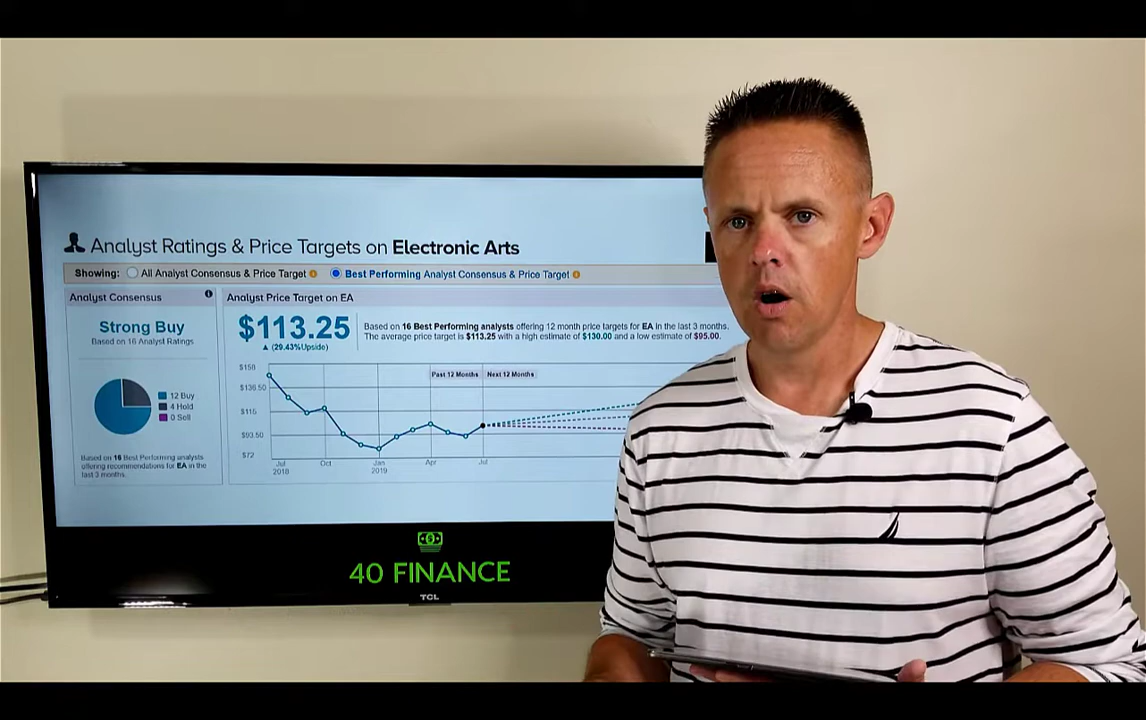 Analyst Ratings & Price Targets on Electronic Arts
Showing: All Analyst Consensus & Price Target Best Performing Analyst Consensus & Price Target
Analyst Consensus
Strong Buy
Based on 16 Analyst Ratings
12 Buy
4 Hold
0 Sell
Based on 16 Best Performing analysts
offering recommendations for EA in the
last 3 months.
Analyst Price Target on EA
$113.25
▲ (29.43%Upside)
Based on 16 Best Performing analysts offering 12 month price targets for EA in the last 3 months.
The average price target is $113.25 with a high estimate of $130.00 and a low estimate of $95.00.
Past 12 Months Next 12 Months
$136.50
$93.50
$72
Jul Oct Jan Apr Jul
2018 2019
40 FINANCE
TCL